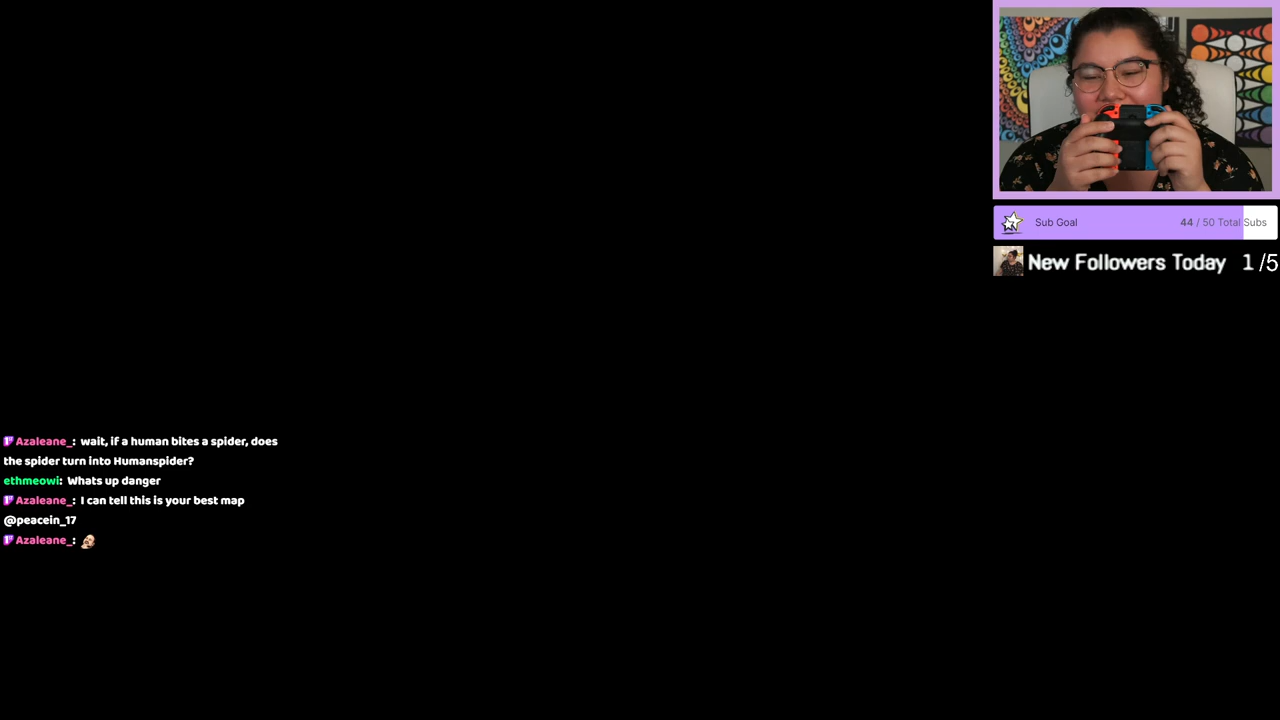 Sub Goal 44 / 50 Total Subs
New Followers Today 1 /5
Azaleane_: wait, if a human bites a spider, does
the spider turn into Humanspider?
ethmeowi: Whats up danger
Azaleane_: I can tell this is your best map
@peacein_17
Azaleane_: